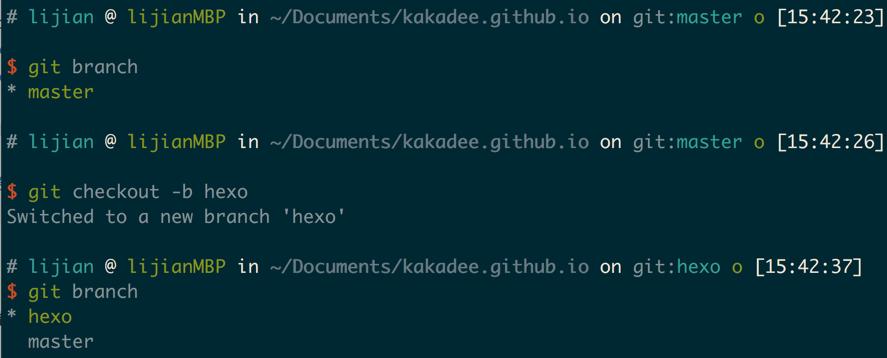 # lijian @ lijianMBP in ~/Documents/kakadee.github.io on git:master o [15:42:23]
$ git branch
* master
# lijian @ lijianMBP in ~/Documents/kakadee.github.io on git:master o [15:42:26]
$ git checkout -b hexo
Switched to a new branch 'hexo'
# lijian @ lijianMBP in ~/Documents/kakadee.github.io on git:hexo o [15:42:37]
$ git branch
* hexo
  master